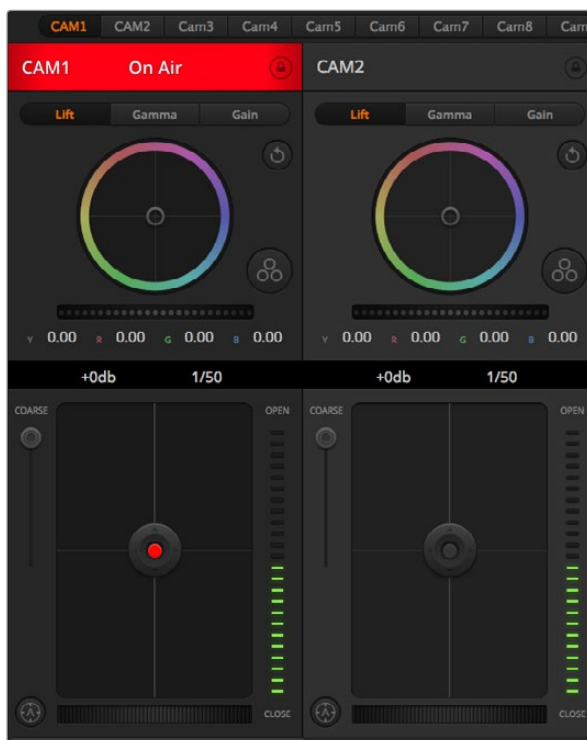 CAM1 CAM2 Cam3 Cam4 Cam5 Cam6 Cam7 Cam8 Cam
CAM1 On Air CAM2
Lift Gamma Gain Lift Gamma Gain
Y 0.00 R 0.00 G 0.00 B 0.00 Y 0.00 R 0.00 G 0.00 B 0.00
+0db 1/50 +0db 1/50
COARSE OPEN COARSE OPEN
A CLOSE A CLOSE